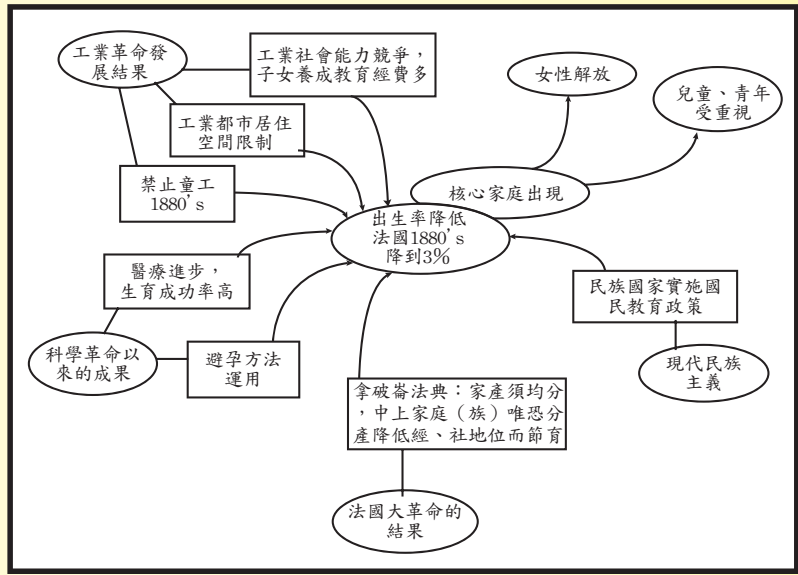 工業革命發
展結果
工業社會能力競爭，
子女養成教育經費多
女性解放
兒童、青年
受重視
工業都市居住
空間限制
禁止童工
1880's
核心家庭出現
出生率降低
法國1880's
降到3%
醫療進步，
生育成功率高
民族國家實施國
民教育政策
科學革命以
來的成果
避孕方法
運用
現代民族
主義
拿破崙法典：家產須均分
，中上家庭（族）唯恐分
產降低經、社地位而節育
法國大革命的
結果